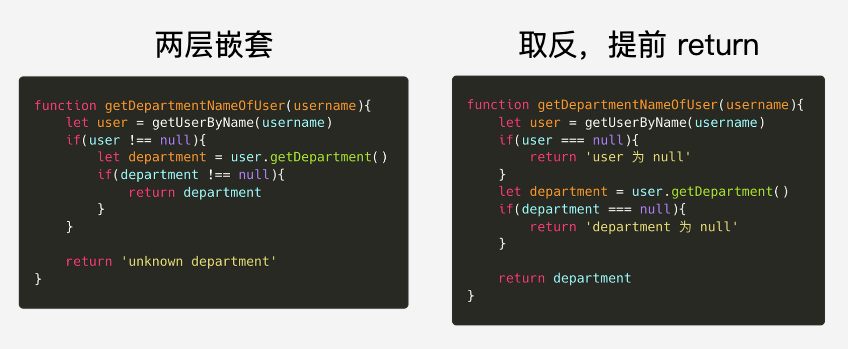 两层嵌套
function getDepartmentNameOfUser(username){
let user = getUserByName(username)
if(user !== null){
let department = user.getDepartment()
if(department !== null){
return department
}
}
return 'unknown department'
}
取反，提前 return
function getDepartmentNameOfUser(username){
let user = getUserByName(username)
if(user === null){
return 'user 为 null'
}
let department = user.getDepartment()
if(department === null){
return 'department 为 null'
}
return department
}